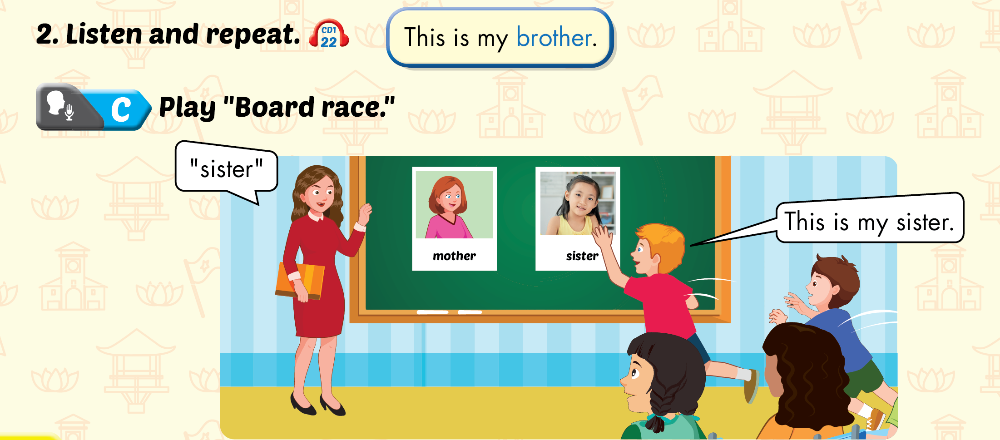 2. Listen and repeat.
CD1
22
This is my brother.
C
Play "Board race."
"sister"
mother
sister
This is my sister.